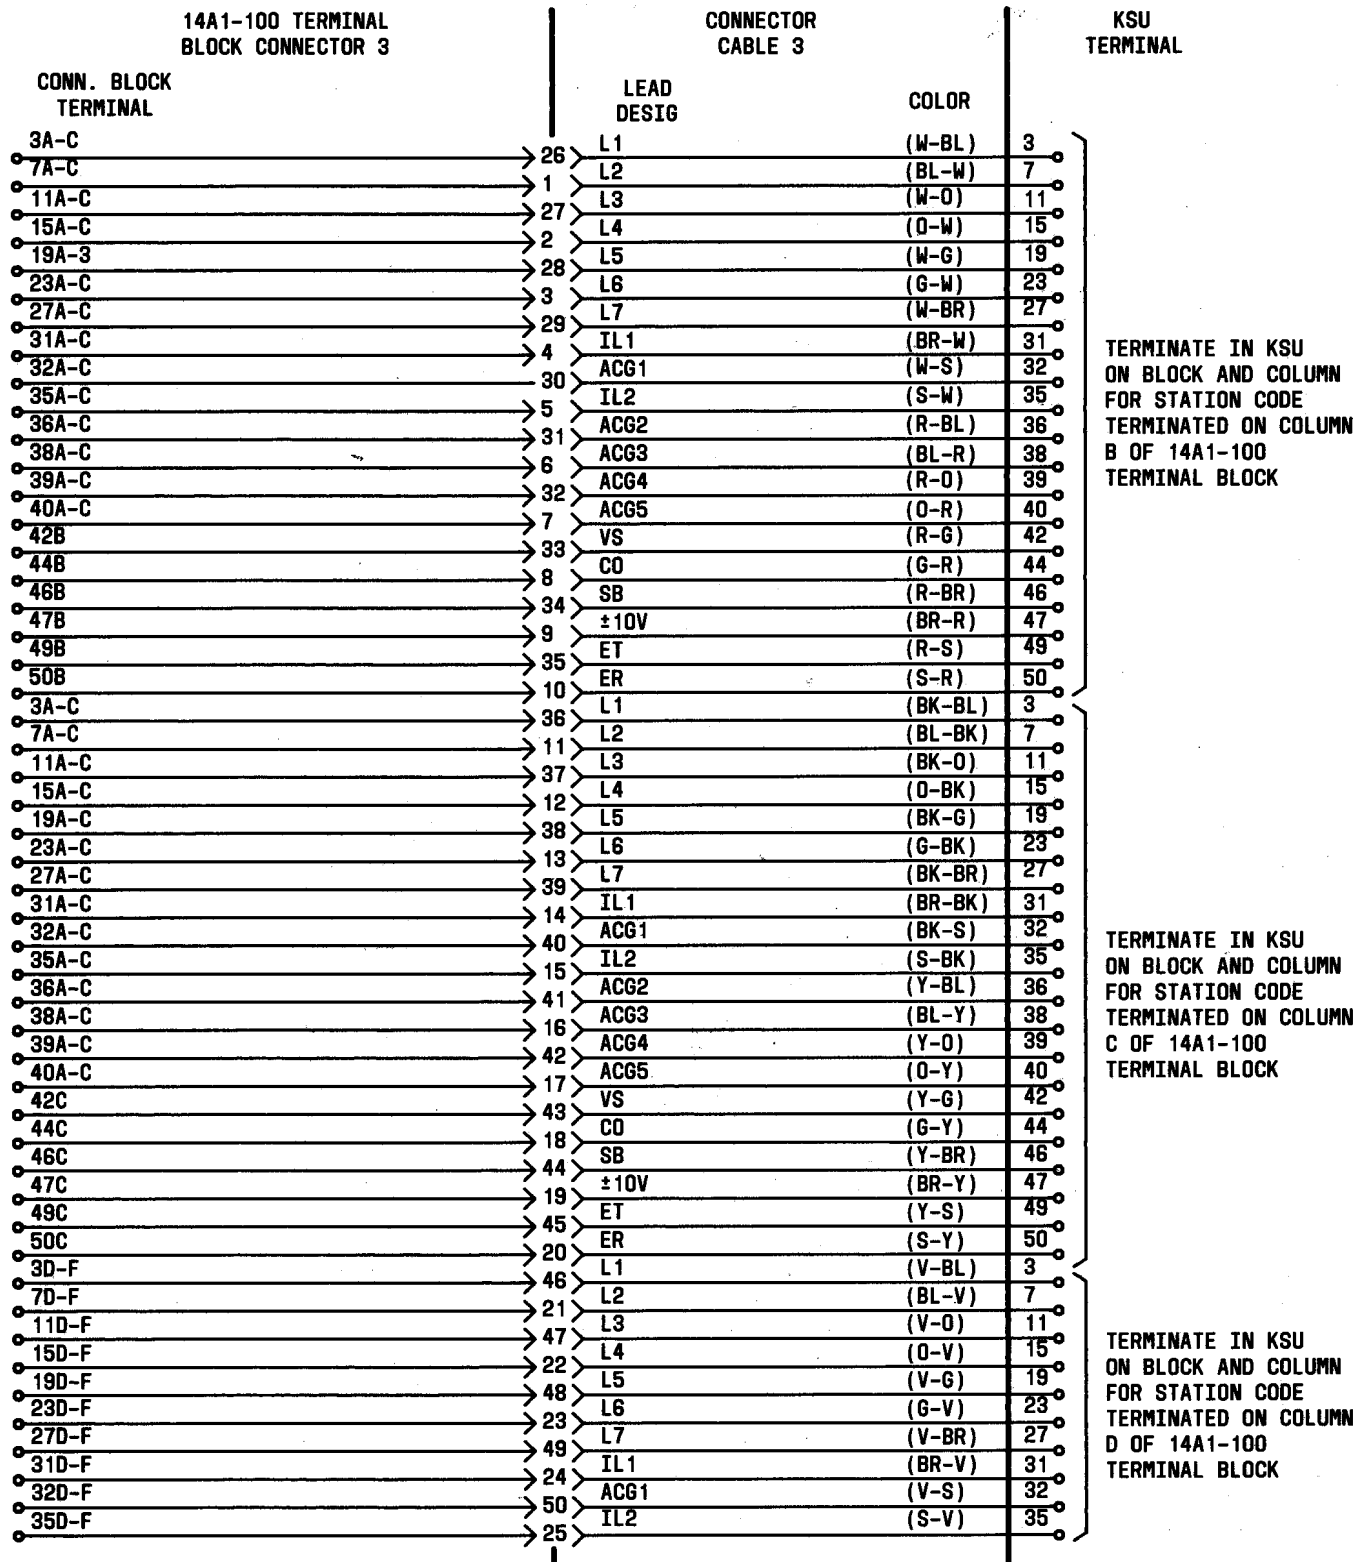 14A1-100 TERMINAL
BLOCK CONNECTOR 3
CONNECTOR
CABLE 3
KSU
TERMINAL
CONN. BLOCK
TERMINAL
LEAD
DESIG
COLOR
3A-C 26 L1 (W-BL) 3
7A-C 1 L2 (BL-W) 7
11A-C 27 L3 (W-O) 11
15A-C 2 L4 (O-W) 15
19A-3 28 L5 (W-G) 19
23A-C 3 L6 (G-W) 23
27A-C 29 L7 (W-BR) 27
31A-C 4 IL1 (BR-W) 31
32A-C 30 ACG1 (W-S) 32
35A-C 5 IL2 (S-W) 35
36A-C 31 ACG2 (R-BL) 36
38A-C 6 ACG3 (BL-R) 38
39A-C 32 ACG4 (R-O) 39
40A-C 7 ACG5 (O-R) 40
42B 33 VS (R-G) 42
44B 8 CO (G-R) 44
46B 34 SB (R-BR) 46
47B 9 ±10V (BR-R) 47
49B 35 ET (R-S) 49
50B 10 ER (S-R) 50
TERMINATE IN KSU
ON BLOCK AND COLUMN
FOR STATION CODE
TERMINATED ON COLUMN
B OF 14A1-100
TERMINAL BLOCK
3A-C 36 L1 (BK-BL) 3
7A-C 11 L2 (BL-BK) 7
11A-C 37 L3 (BK-O) 11
15A-C 12 L4 (O-BK) 15
19A-C 38 L5 (BK-G) 19
23A-C 13 L6 (G-BK) 23
27A-C 39 L7 (BK-BR) 27
31A-C 14 IL1 (BR-BK) 31
32A-C 40 ACG1 (BK-S) 32
35A-C 15 IL2 (S-BK) 35
36A-C 41 ACG2 (Y-BL) 36
38A-C 16 ACG3 (BL-Y) 38
39A-C 42 ACG4 (Y-O) 39
40A-C 17 ACG5 (O-Y) 40
42C 43 VS (Y-G) 42
44C 18 CO (G-Y) 44
46C 44 SB (Y-BR) 46
47C 19 ±10V (BR-Y) 47
49C 45 ET (Y-S) 49
50C 20 ER (S-Y) 50
TERMINATE IN KSU
ON BLOCK AND COLUMN
FOR STATION CODE
TERMINATED ON COLUMN
C OF 14A1-100
TERMINAL BLOCK
3D-F 46 L1 (V-BL) 3
7D-F 21 L2 (BL-V) 7
11D-F 47 L3 (V-O) 11
15D-F 22 L4 (O-V) 15
19D-F 48 L5 (V-G) 19
23D-F 23 L6 (G-V) 23
27D-F 49 L7 (V-BR) 27
31D-F 24 IL1 (BR-V) 31
32D-F 50 ACG1 (V-S) 32
35D-F 25 IL2 (S-V) 35
TERMINATE IN KSU
ON BLOCK AND COLUMN
FOR STATION CODE
TERMINATED ON COLUMN
D OF 14A1-100
TERMINAL BLOCK